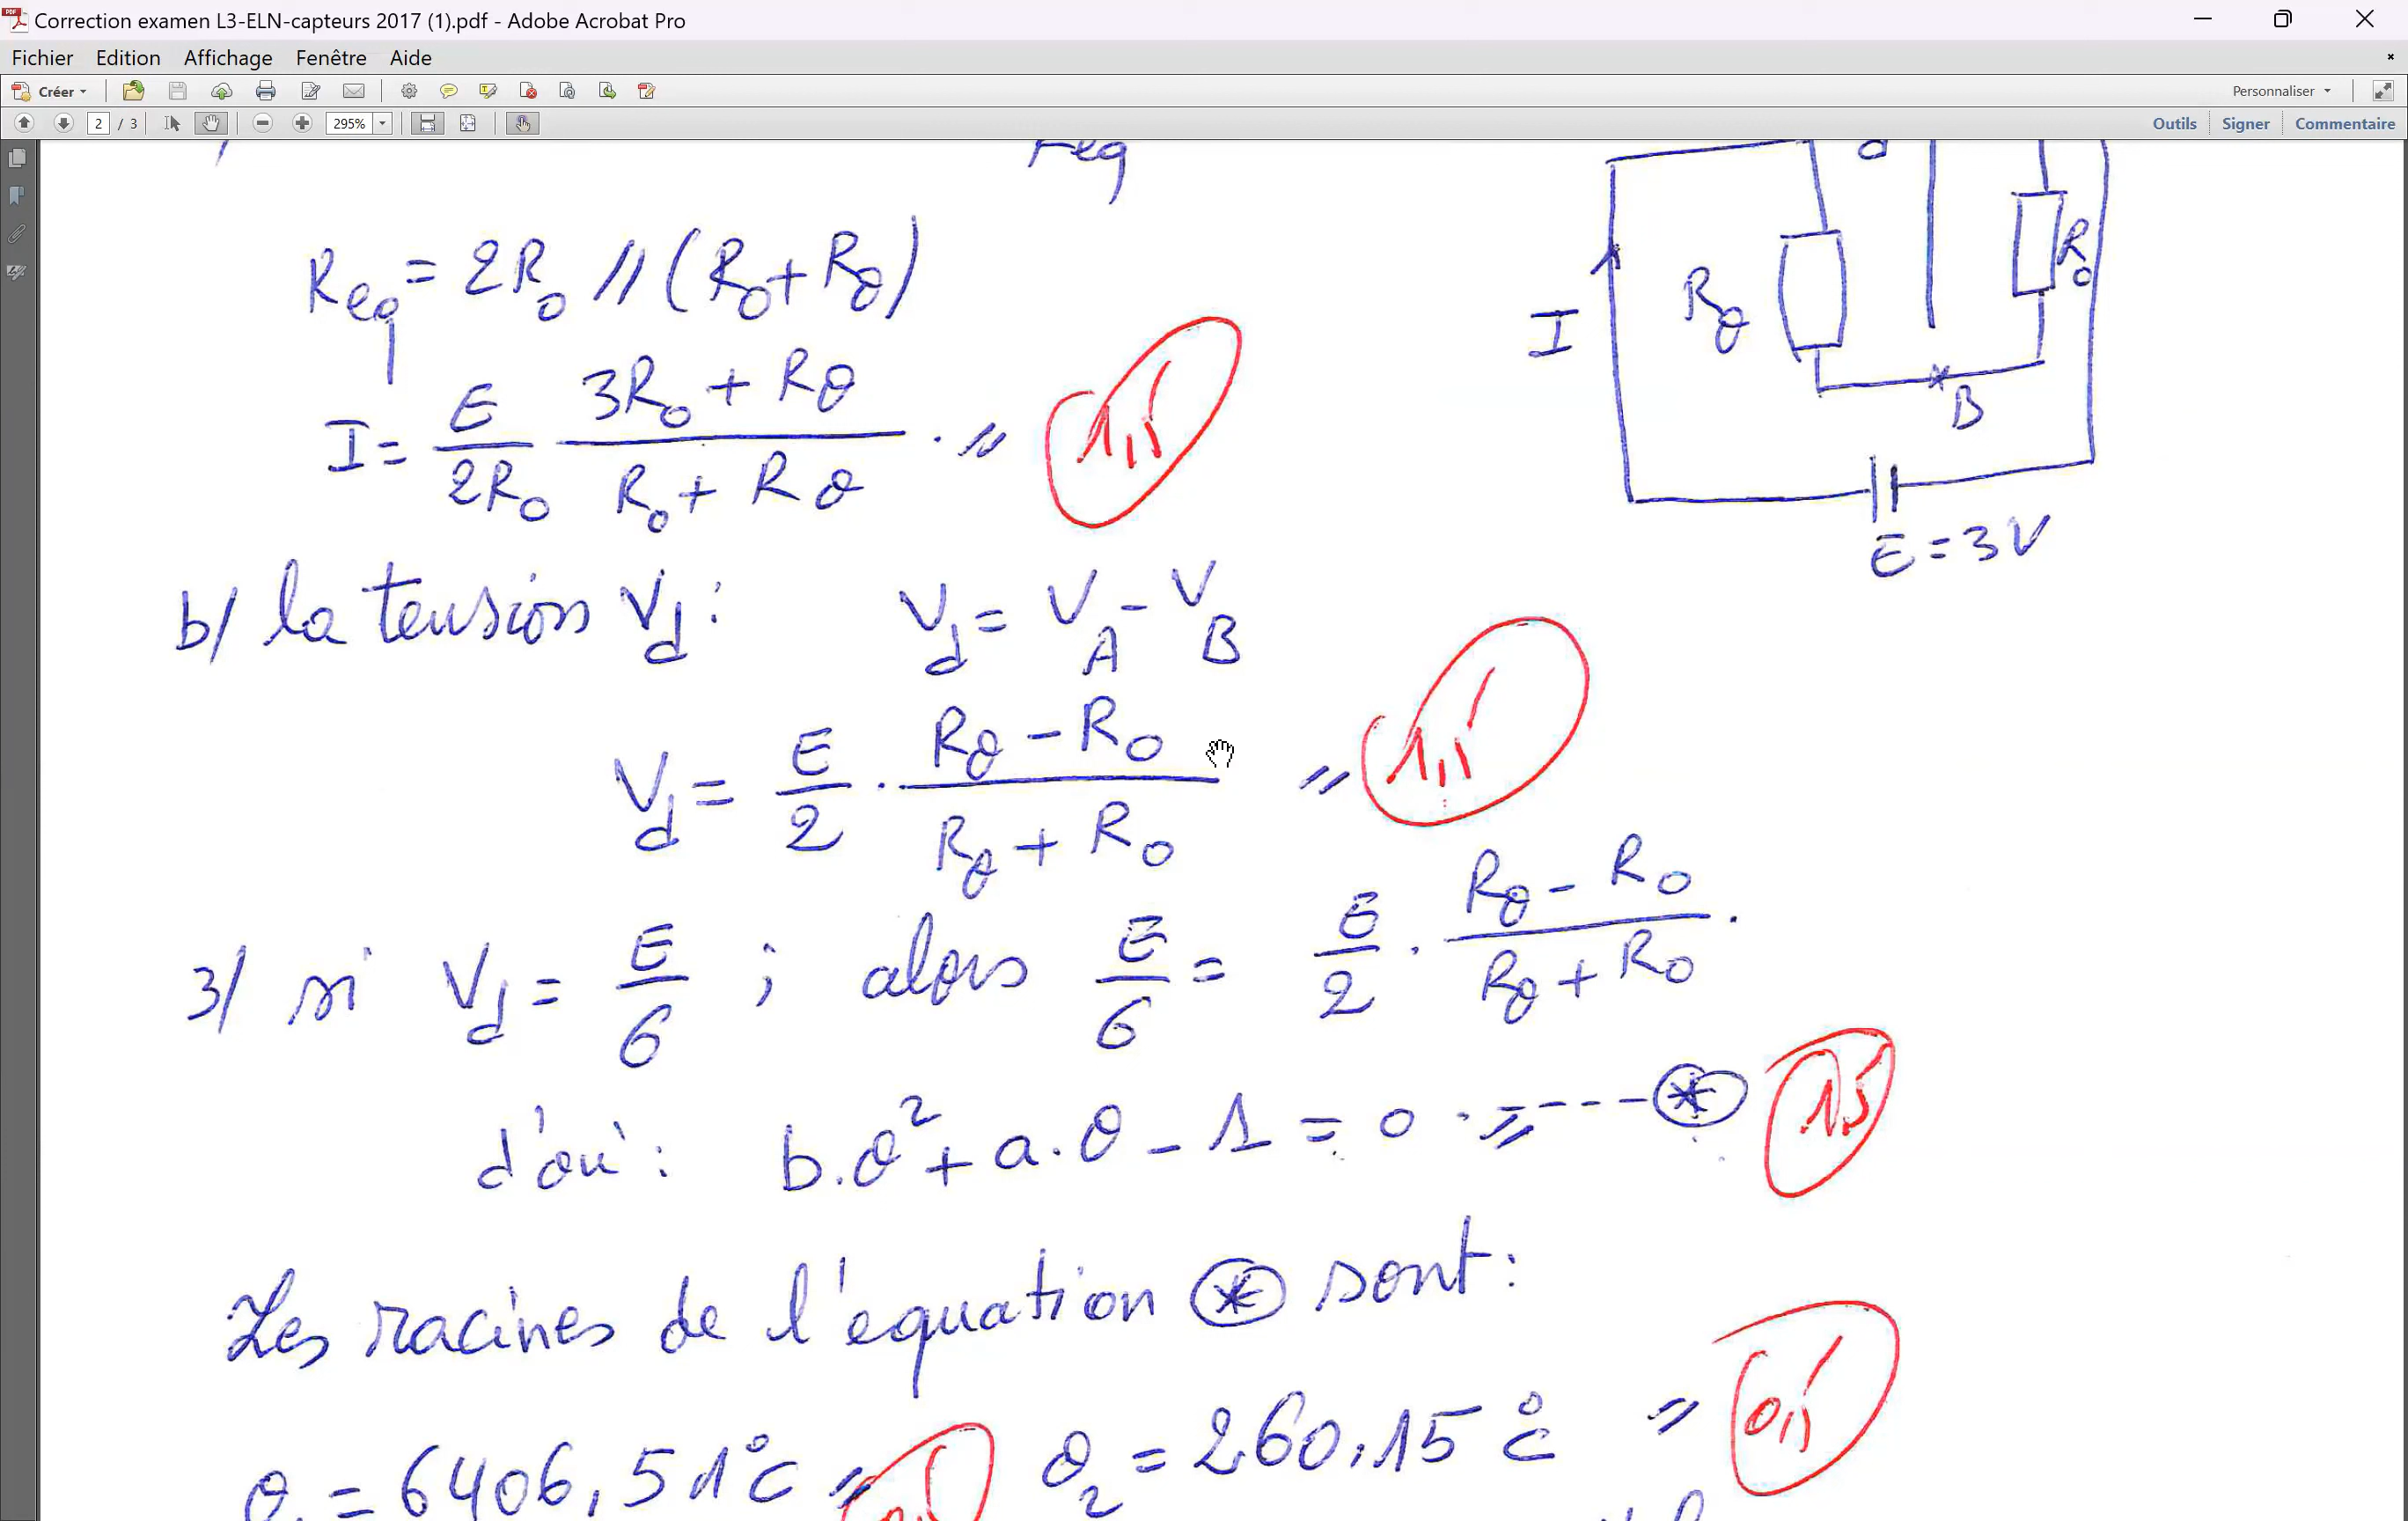 Correction examen L3-ELN-capteurs 2017 (1).pdf - Adobe Acrobat Pro
Fichier Edition Affichage Fenêtre Aide
Créer
Personnaliser
2 / 3
295%
Outils Signer Commentaire
Req
Req = 2R₀ // (R₀+Rθ)
I = E/2R₀ (3R₀ + Rθ)/(R₀ + Rθ) . //
1,5
I
Rθ
R₀
d
B
E = 3V
b/ la tension Vd : Vd = VA - VB
Vd = E/2 . (Rθ - R₀)/(Rθ + R₀) //
1,5
3/ si Vd = E/6 ; alors E/6 = E/2 . (Rθ - R₀)/(Rθ + R₀) .
d'où : b.θ² + a.θ - 1 = 0 . // ---- *
1,5
Les racines de l'equation * sont :
θ = 6406,51°C // θ₂ = 260,15°C //
0,5